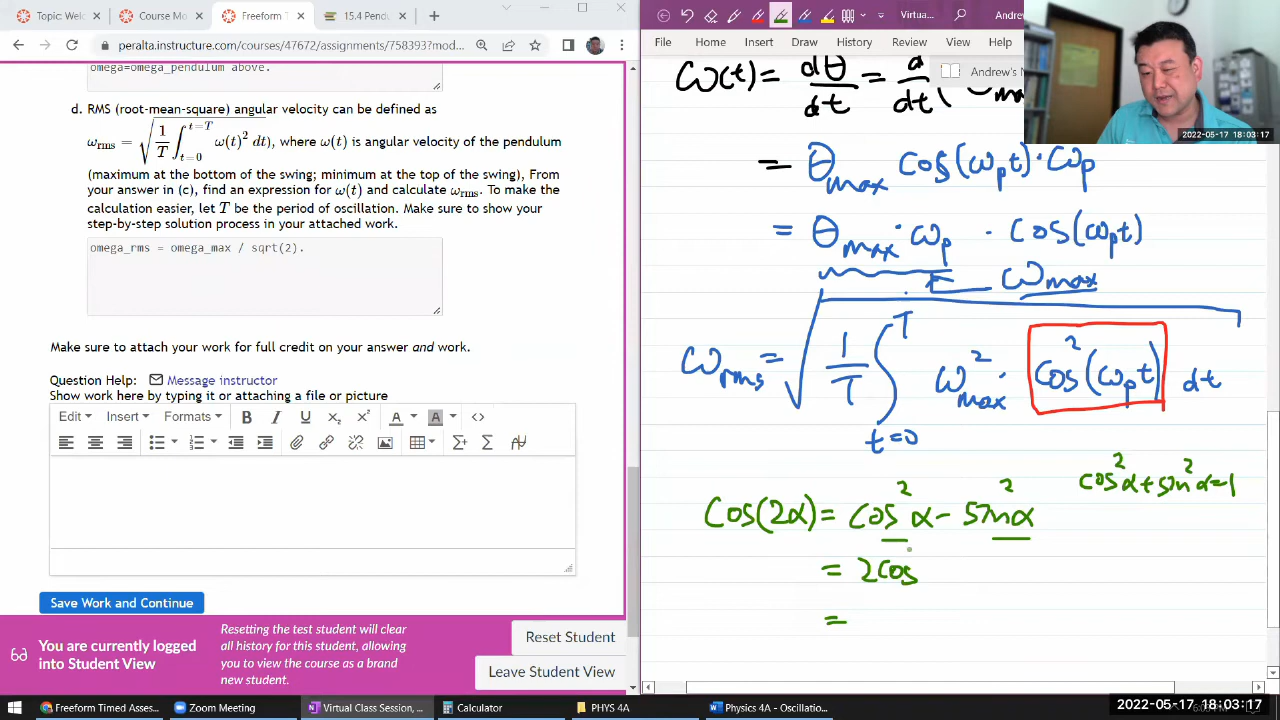 Topic: Wel
Course Mo
Freeform T
15.4 Pendu
peralta.instructure.com/courses/47672/assignments/758393?mod
omega=omega_pendulum above.
d. RMS (root-mean-square) angular velocity can be defined as
ω_rms = √(1/T ∫_{t=0}^{t=T} ω(t)² dt), where ω(t) is angular velocity of the pendulum
(maximum at the bottom of the swing; minimum at the top of the swing), From
your answer in (c), find an expression for ω(t) and calculate ω_rms. To make the
calculation easier, let T be the period of oscillation. Make sure to show your
step-by-step solution process in your attached work.
omega_rms = omega_max / sqrt(2).
Make sure to attach your work for full credit on your answer and work.
Question Help: Message instructor
Show work here by typing it or attaching a file or picture
Edit Insert Formats B I U X₂ X² A A <>
Save Work and Continue
You are currently logged
into Student View
Resetting the test student will clear
all history for this student, allowing
you to view the course as a brand
new student.
Reset Student
Leave Student View
Virtua...
Andrew
File Home Insert Draw History Review View Help
Andrew's N
ω(t) = dθ/dt = d/dt(
= θ_max cos(ω_p t)·ω_p
= θ_max·ω_p · cos(ω_p t)
ω_max
ω_rms = √(1/T ∫_{t=0}^{T} ω²_max · cos²(ω_p t) dt
cos²α+sin²α=1
cos(2α) = cos²α - sin²α
= 2cos
=
2022-05-17 18:03:17
Freeform Timed Asses...
Zoom Meeting
Virtual Class Session, ...
Calculator
PHYS 4A
Physics 4A - Oscillatio...
2022-05-17 18:03:17